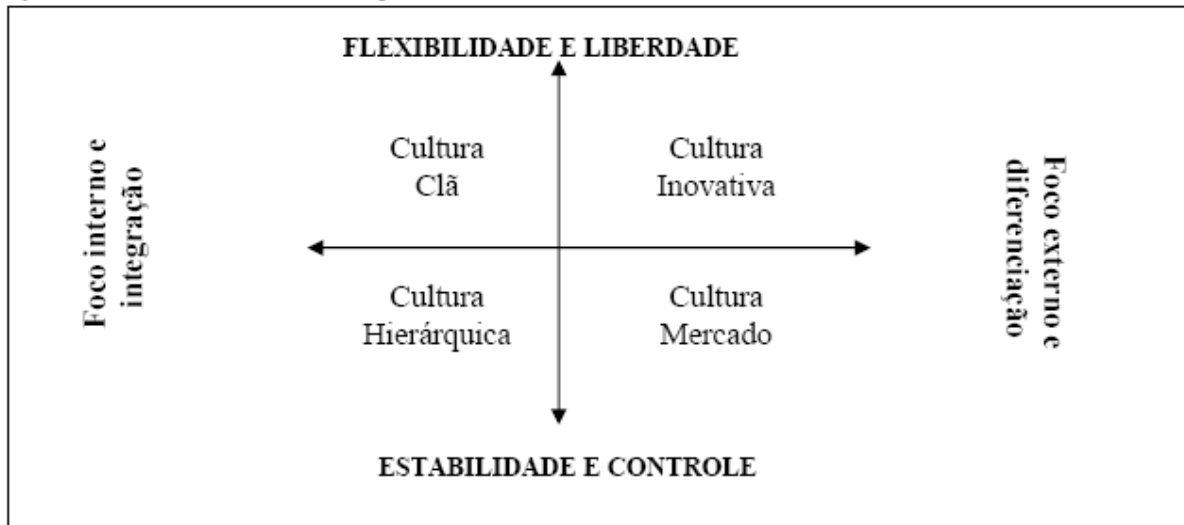 FLEXIBILIDADE E LIBERDADE
Foco interno e
integração
Cultura
Clã
Cultura
Inovativa
Foco externo e
diferenciação
Cultura
Hierárquica
Cultura
Mercado
ESTABILIDADE E CONTROLE